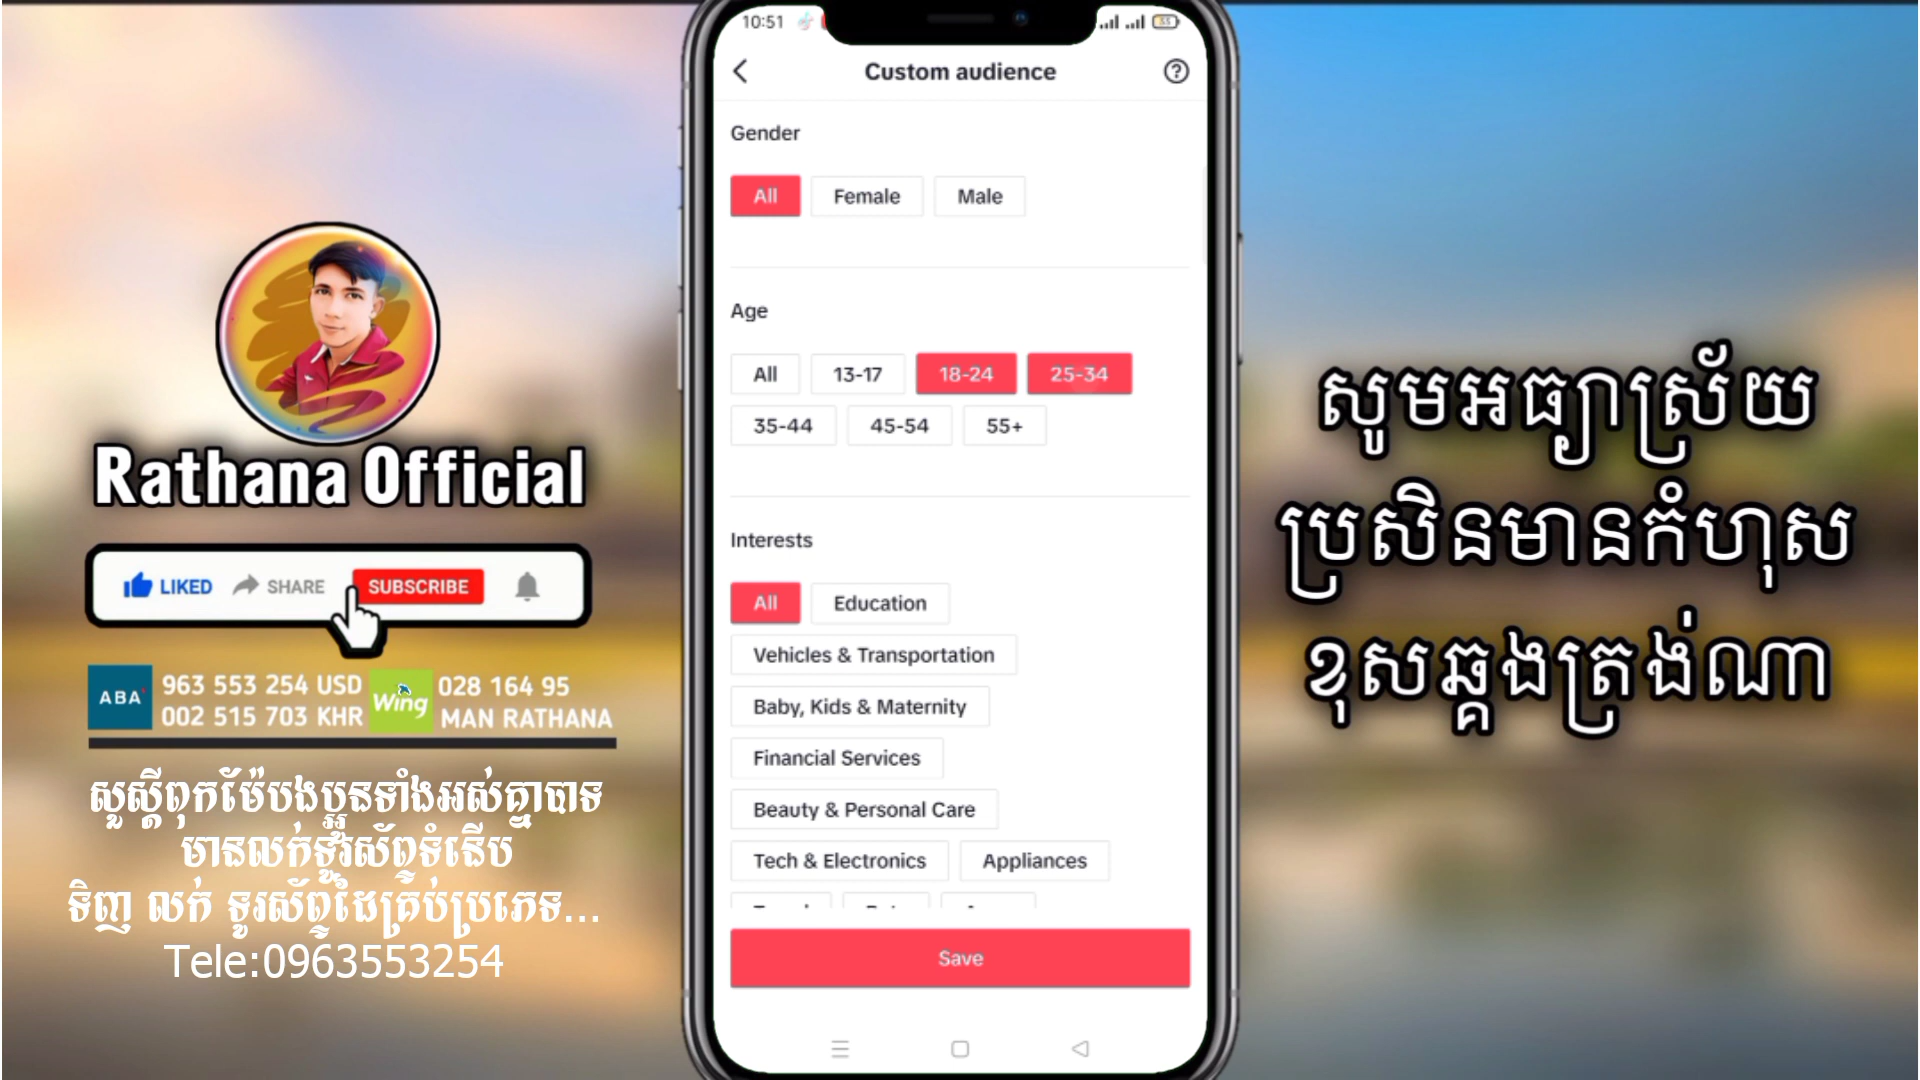 Rathana Official
LIKED SHARE SUBSCRIBE
ABA 963 553 254 USD
002 515 703 KHR
Wing 028 164 95
MAN RATHANA
សួស្តីពុកម៉ែបងប្អូនទាំងអស់គ្នាបាទ
មានលក់ទូរស័ព្ទទំនើប
ទិញ លក់ ទូរស័ព្ទដៃគ្រប់ប្រភេទ...
Tele:0963553254
10:51 55
Custom audience
Gender
All Female Male
Age
All 13-17 18-24 25-34
35-44 45-54 55+
Interests
All Education
Vehicles & Transportation
Baby, Kids & Maternity
Financial Services
Beauty & Personal Care
Tech & Electronics Appliances
Save
សូមអធ្យាស្រ័យ
ប្រសិនមានកំហុស
ខុសឆ្គងត្រង់ណា